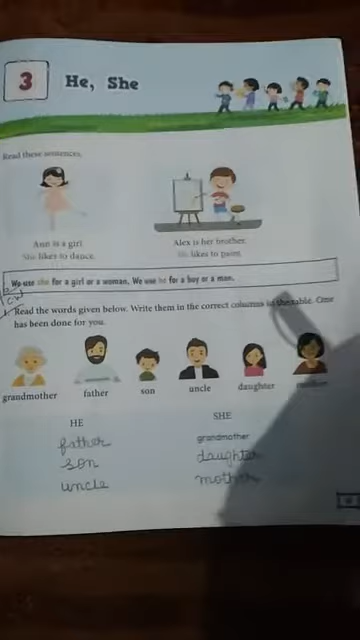 3 He, She
Read these sentences.
Ann is a girl. Alex is her brother.
She likes to dance. He likes to paint.
We use she for a girl or a woman. We use he for a boy or a man.
Read the words given below. Write them in the correct columns in the table. One
has been done for you.
grandmother father son uncle daughter mother
HE SHE
father grandmother
son daughter
uncle mother